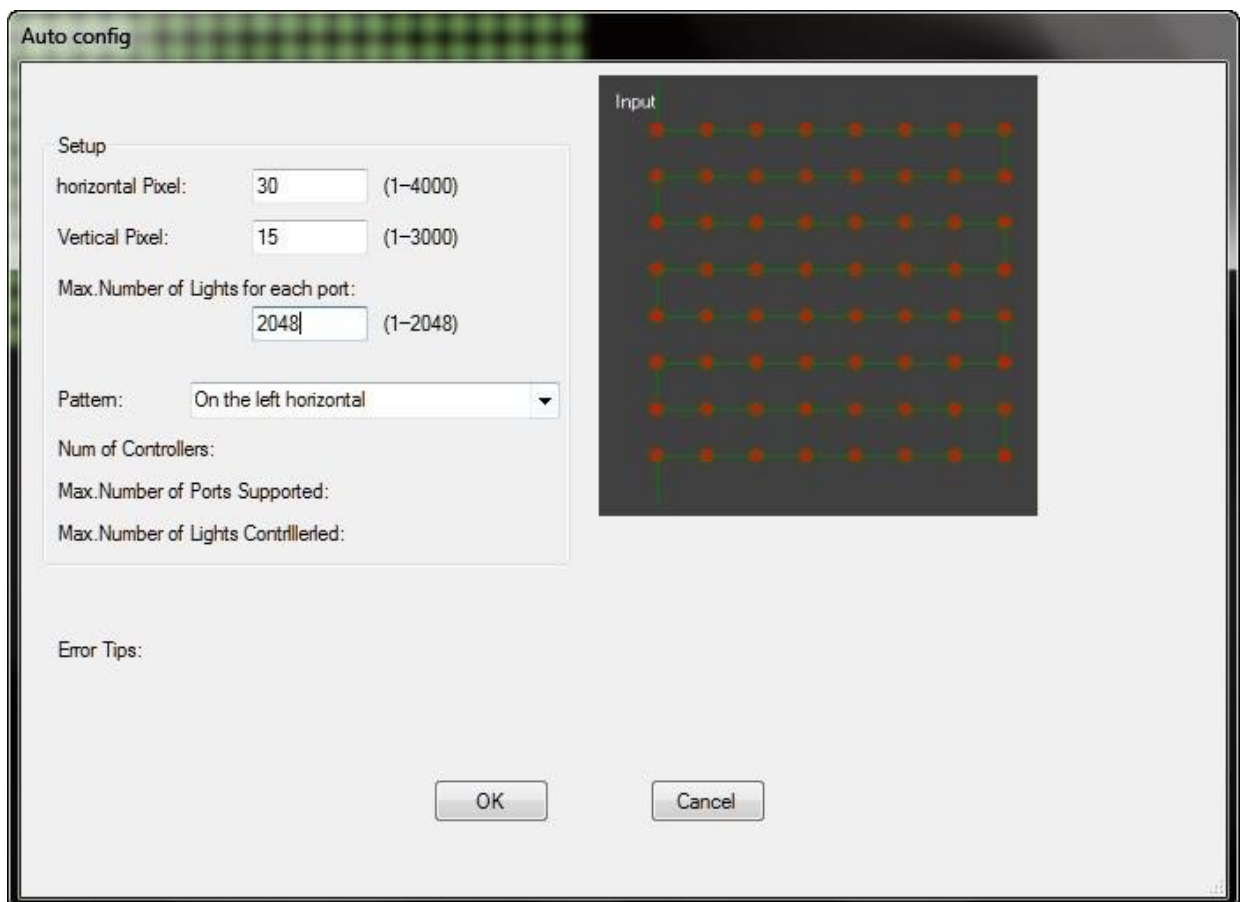 Auto config
Input
Setup
horizontal Pixel: 30 (1-4000)
Vertical Pixel: 15 (1-3000)
Max.Number of Lights for each port:
2048 (1-2048)
Pattern: On the left horizontal
Num of Controllers:
Max.Number of Ports Supported:
Max.Number of Lights Contrlllerled:
Error Tips:
OK Cancel